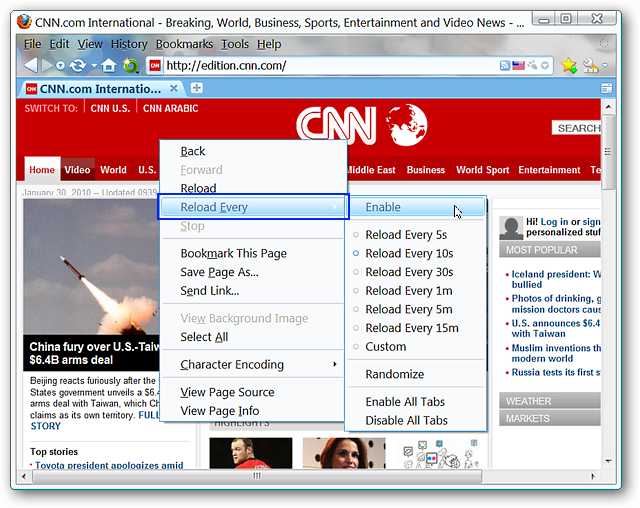 CNN.com International - Breaking, World, Business, Sports, Entertainment and Video News - ...
File Edit View History Bookmarks Tools Help
CNN http://edition.cnn.com/
CNN CNN.com Internatio...
SWITCH TO: CNN U.S. CNN ARABIC
CNN
SEARCH
Home Video World U.S. Middle East Business World Sport Entertainment Te
January 30, 2010 -- Updated 0939
Back
Forward
Reload
Reload Every
Stop
Bookmark This Page
Save Page As...
Send Link...
View Background Image
Select All
Character Encoding
View Page Source
View Page Info
Enable
Reload Every 5s
Reload Every 10s
Reload Every 30s
Reload Every 1m
Reload Every 5m
Reload Every 15m
Custom
Randomize
Enable All Tabs
Disable All Tabs
China fury over U.S.-Taiw
$6.4B arms deal
Beijing reacts furiously after the
States government unveils a $6.4
arms deal with Taiwan, which Ch
claims as its own territory. FULL
STORY
Top stories
Toyota president apologizes amid
HIGHLIGHTS
Hi! Log in or sign
personalized stuf
MOST POPULAR
Iceland president: W
bullied
Photos of drinking, g
mission doctors caus
U.S. announces $6.4
with Taiwan
Muslim inventions th
modern world
Russia tests its first s
WEATHER
MARKETS